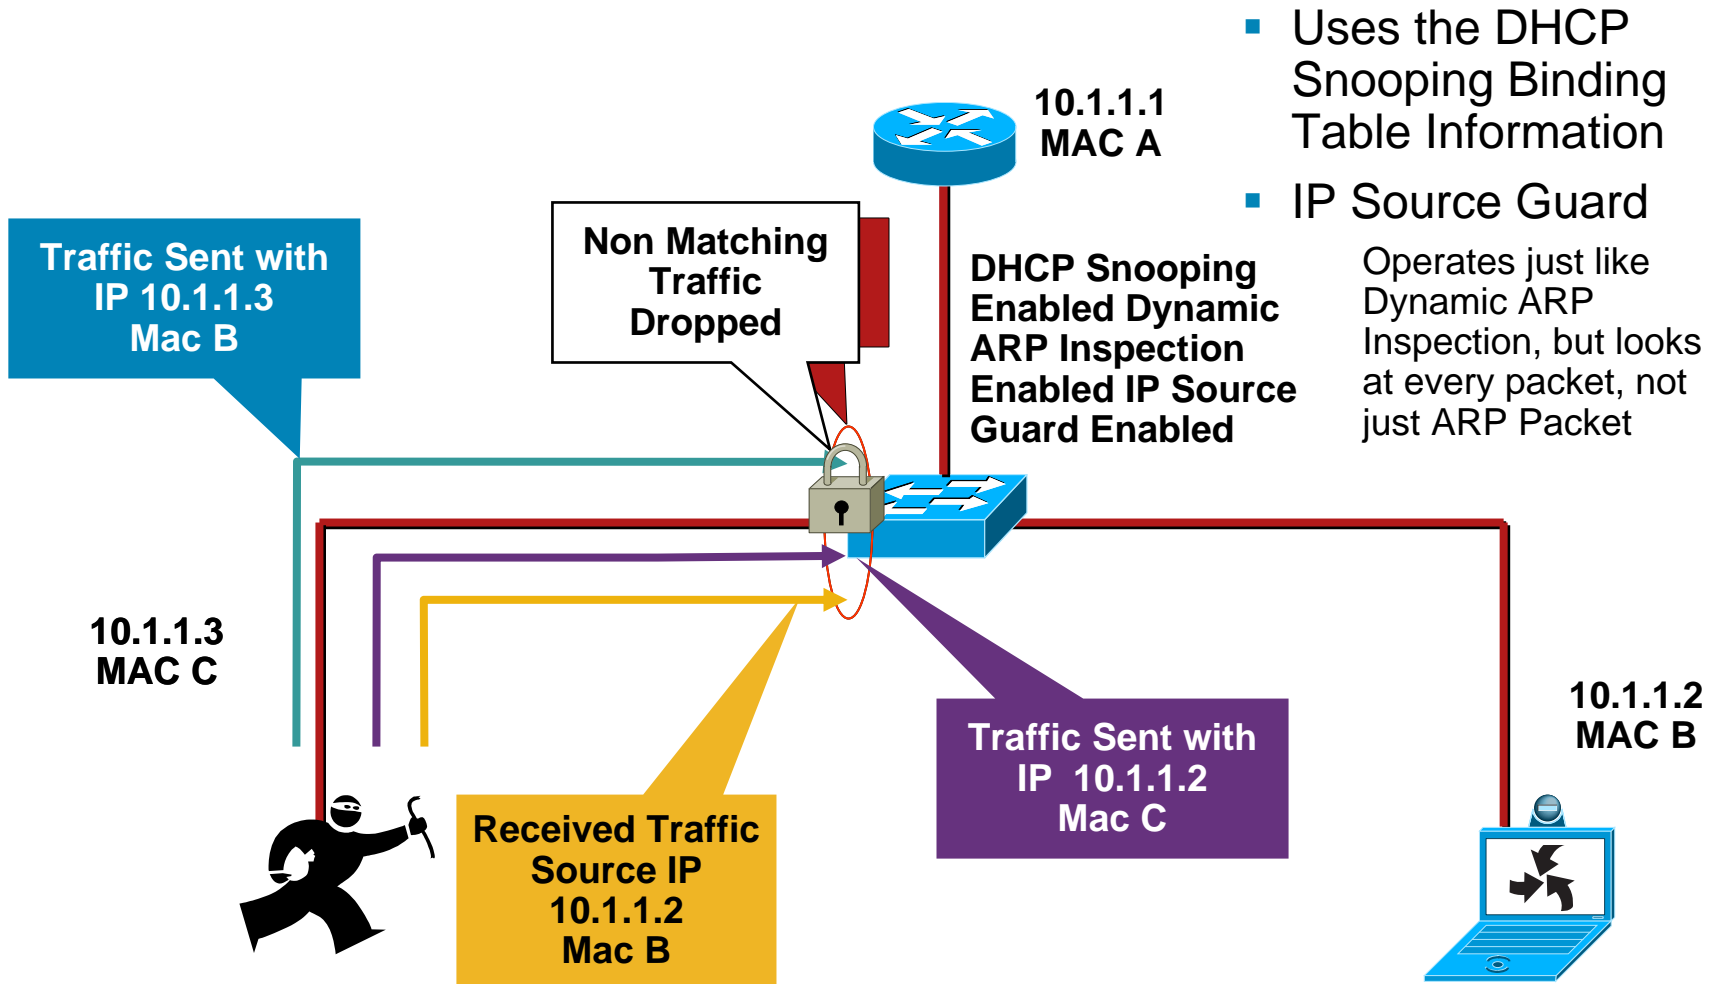 Uses the DHCP
Snooping Binding
Table Information
IP Source Guard
Operates just like
Dynamic ARP
Inspection, but looks
at every packet, not
just ARP Packet
10.1.1.1
MAC A
Non Matching
Traffic
Dropped
Traffic Sent with
IP 10.1.1.3
Mac B
DHCP Snooping
Enabled Dynamic
ARP Inspection
Enabled IP Source
Guard Enabled
10.1.1.3
MAC C
10.1.1.2
MAC B
Traffic Sent with
IP 10.1.1.2
Mac C
Received Traffic
Source IP
10.1.1.2
Mac B